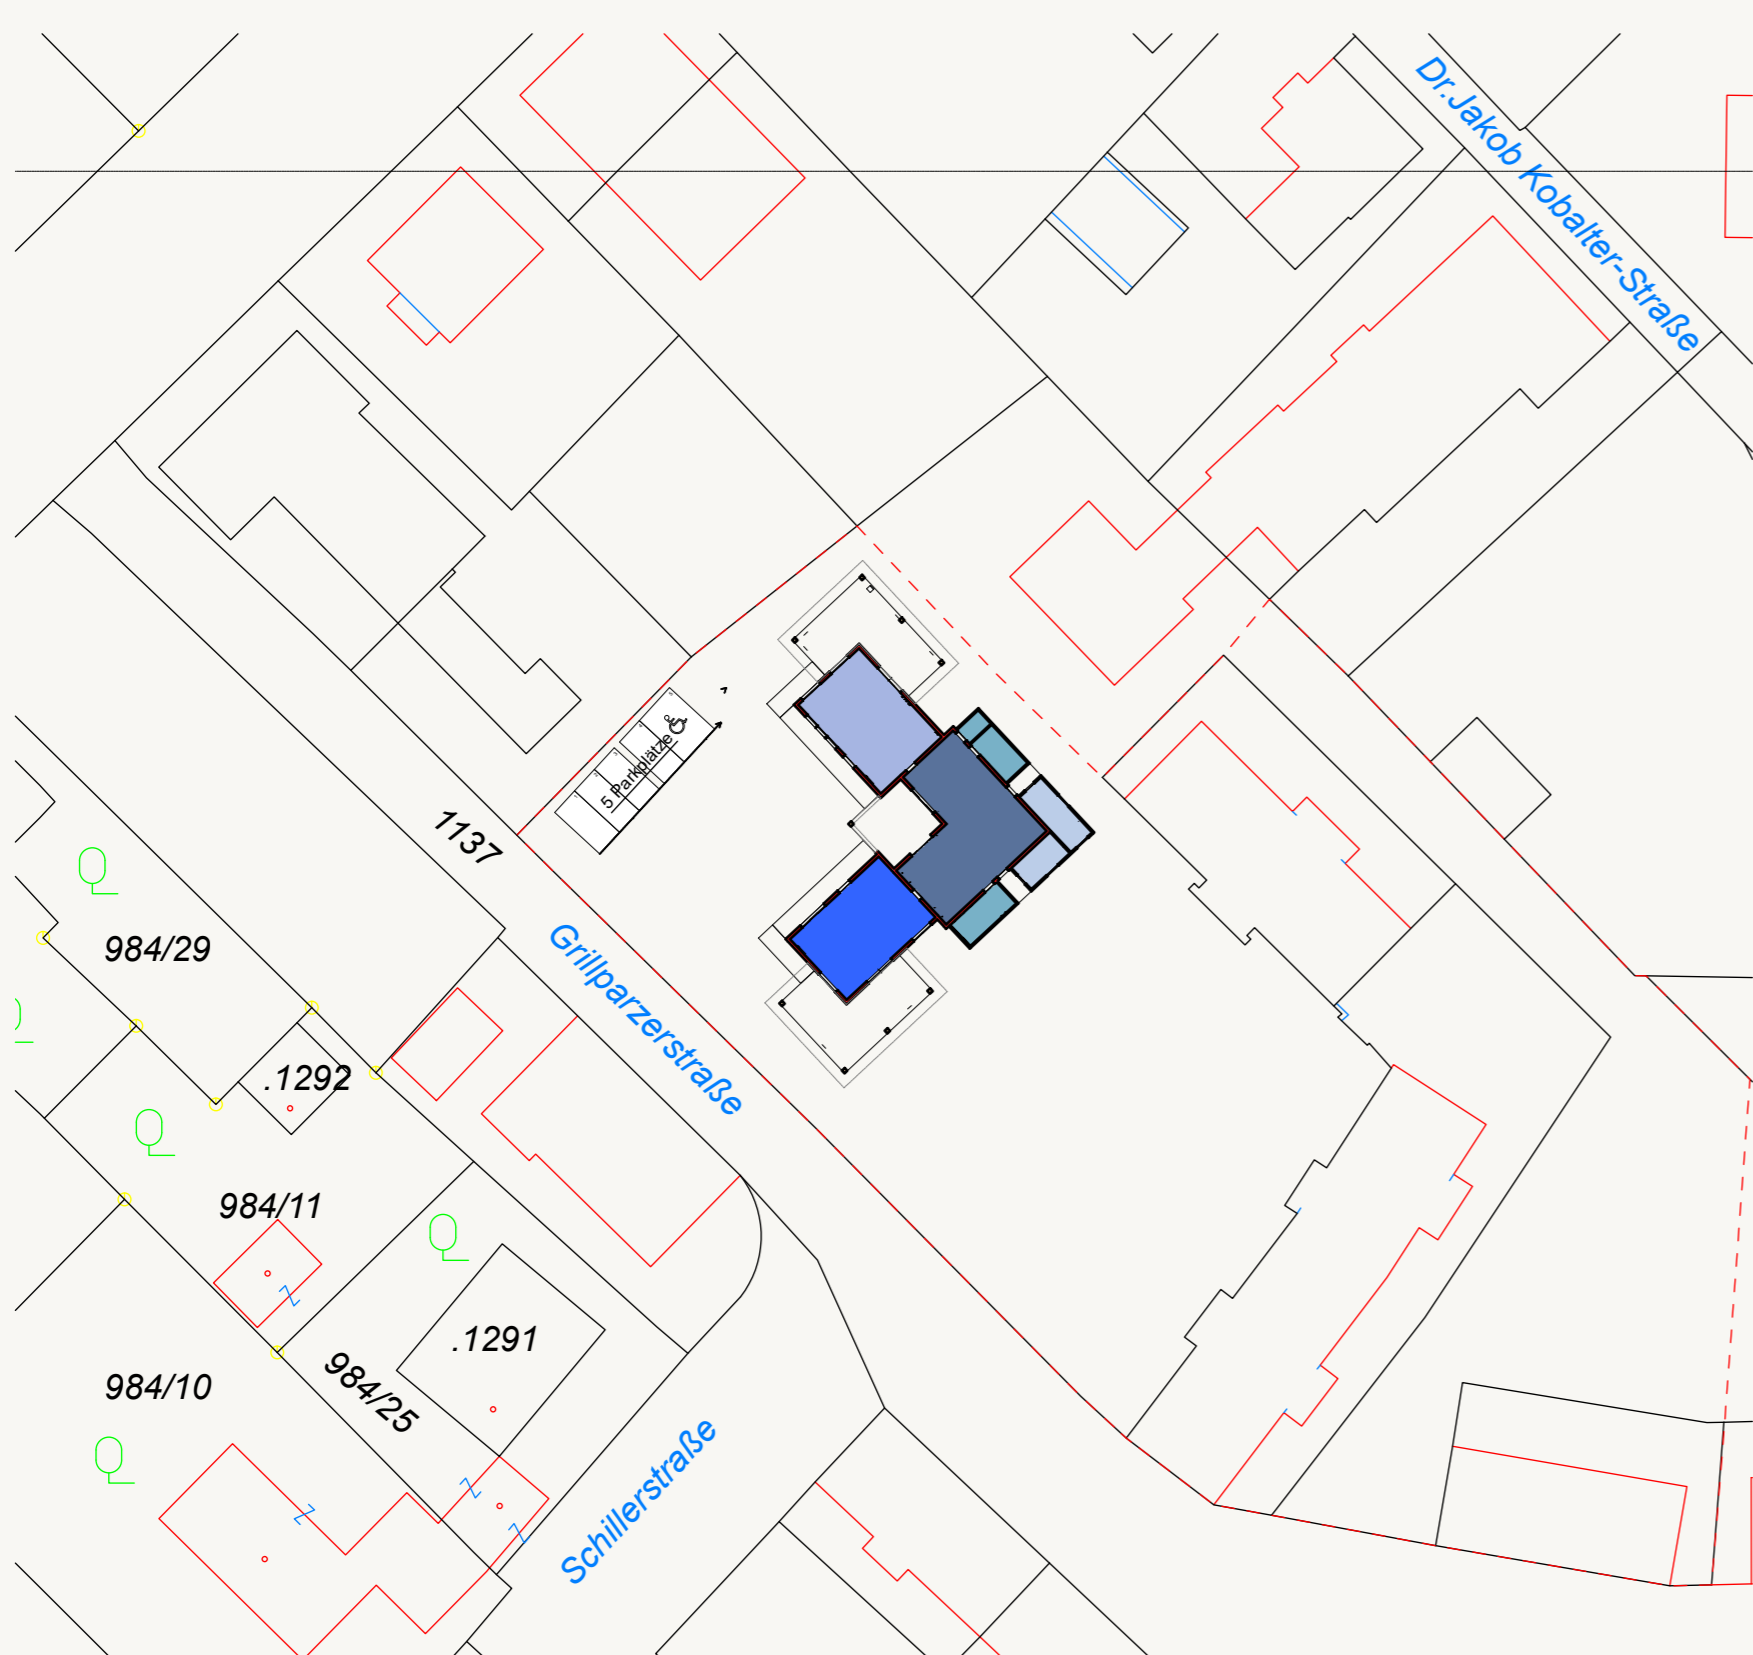 Dr.Jakob Kobalter-Straße
5 Parkplätze
1137
984/29
Grillparzerstraße
.1292
984/11
.1291
984/10
984/25
Schillerstraße